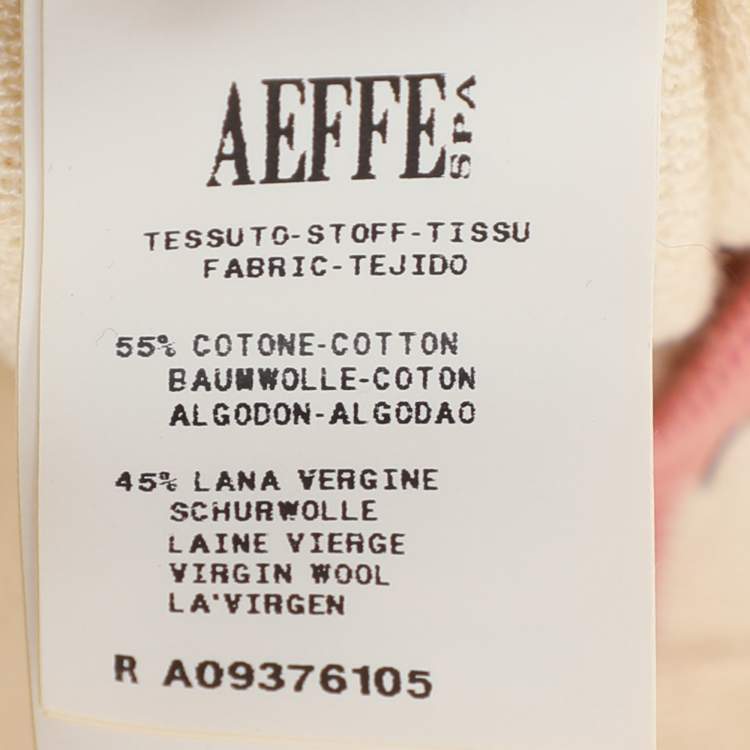 AEFFE SPA
TESSUTO-STOFF-TISSU
FABRIC-TEJIDO
55% COTONE-COTTON
BAUMWOLLE-COTON
ALGODON-ALGODAO
45% LANA VERGINE
SCHURWOLLE
LAINE VIERGE
VIRGIN WOOL
LA'VIRGEN
R A09376105